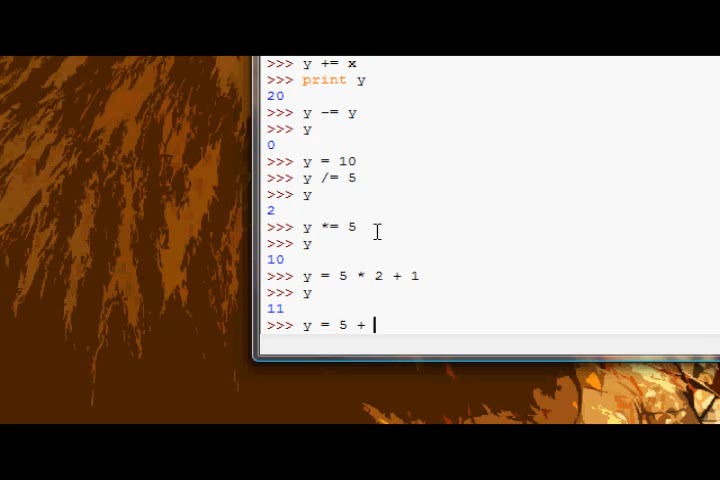 >>> y += x
>>> print y
20
>>> y -= y
>>> y
0
>>> y = 10
>>> y /= 5
>>> y
2
>>> y *= 5
>>> y
10
>>> y = 5 * 2 + 1
>>> y
11
>>> y = 5 +